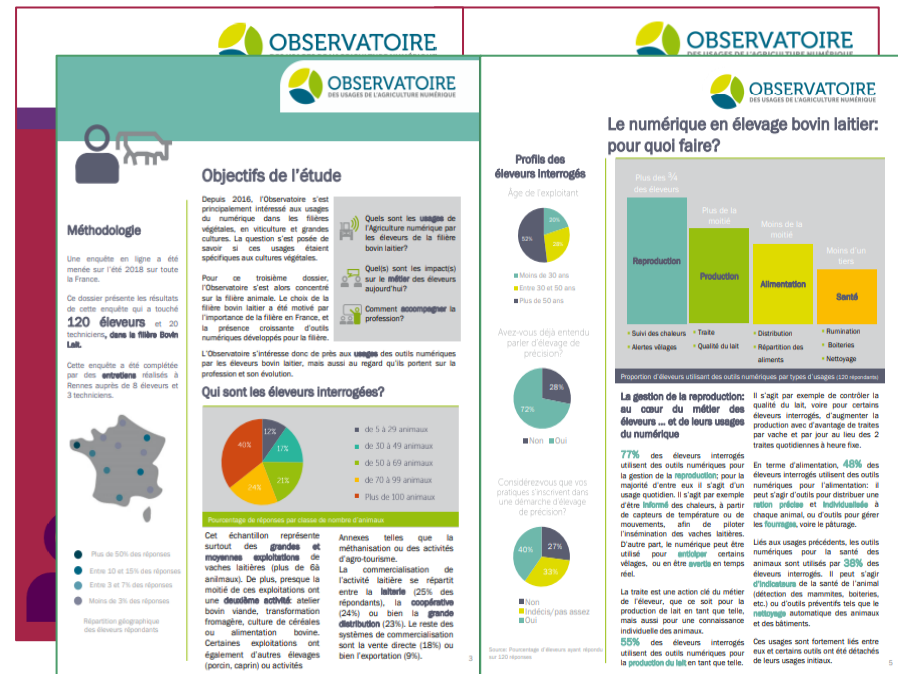 OBSERVATOIRE
OBSERVATOIRE
OBSERVATOIRE
DES USAGES DE L'AGRICULTURE NUMÉRIQUE
Méthodologie
Une enquête en ligne a été
menée sur l'été 2018 sur toute
la France.
Ce dossier présente les résultats
de cette enquête qui a touché
120 éleveurs et 20
techniciens, dans la filière Bovin
Lait.
Cette enquête a été complétée
par des entretiens réalisés à
Rennes auprès de 8 éleveurs et
3 techniciens.
Plus de 50% des réponses
Entre 10 et 15% des réponses
Entre 3 et 7% des réponses
Moins de 3% des réponses
Répartition géographique
des éleveurs répondants
Objectifs de l'étude
Depuis 2016, l'Observatoire s'est
principalement intéressé aux usages
du numérique dans les filières
végétales, en viticulture et grandes
cultures. La question s'est posée de
savoir si ces usages étaient
spécifiques aux cultures végétales.
Pour ce troisième dossier,
l'Observatoire s'est alors concentré
sur la filière animale. Le choix de la
filière bovin laitier a été motivé par
l'importance de la filière en France, et
la présence croissante d'outils
numériques développés pour la filière.
Quels sont les usages de
l'Agriculture numérique par
les éleveurs de la filière
bovin laitier?
Quel(s) sont les impact(s)
sur le métier des éleveurs
aujourd'hui?
Comment accompagner la
profession?
L'Observatoire s'intéresse donc de près aux usages des outils numériques
par les éleveurs bovin laitier, mais aussi au regard qu'ils portent sur la
profession et son évolution.
Qui sont les éleveurs interrogées?
12%
17%
21%
24%
40%
de 5 à 29 animaux
de 30 à 49 animaux
de 50 à 69 animaux
de 70 à 99 animaux
Plus de 100 animaux
Pourcentage de réponses par classe de nombre d'animaux
Cet échantillon représente
surtout des grandes et
moyennes exploitations de
vaches laitières (plus de 6à
anilmaux). De plus, presque la
moitié de ces exploitations ont
une deuxième activité: atelier
bovin viande, transformation
fromagère, culture de céréales
ou alimentation bovine.
Certaines exploitations ont
également d'autres élevages
(porcin, caprin) ou activités
Annexes telles que la
méthanisation ou des activités
d'agro-tourisme.
La commercialisation de
l'activité laitière se répartit
entre la laiterie (25% des
répondants), la coopérative
(24%) ou bien la grande
distribution (23%). Le reste des
systèmes de commercialisation
sont la vente directe (18%) ou
bien l'exportation (9%).
3
OBSERVATOIRE
DES USAGES DE L'AGRICULTURE NUMÉRIQUE
Le numérique en élevage bovin laitier:
pour quoi faire?
Profils des
éleveurs interrogés
Âge de l'exploitant
20%
28%
52%
Moins de 30 ans
Entre 30 et 50 ans
Plus de 50 ans
Avez-vous déjà entendu
parler d'élevage de
précision?
28%
72%
Non Oui
Considérez-vous que vos
pratiques s'inscrivent dans
une démarche d'élevage
de précision?
27%
33%
40%
Non
Indécis/pas assez
Oui
Source: Pourcentage d'éleveurs ayant répondu
sur 120 réponses
Plus des ¾
des éleveurs
Plus de la
moitié
Moins de la
moitié
Moins d'un
tiers
Reproduction
Production
Alimentation
Santé
Suivi des chaleurs
Alertes vêlages
Traite
Qualité du lait
Distribution
Répartition des
aliments
Rumination
Boiteries
Nettoyage
Proportion d'éleveurs utilisant des outils numériques par types d'usages (120 répondants)
La gestion de la reproduction:
au cœur du métier des
éleveurs ... et de leurs usages
du numérique
77% des éleveurs interrogés
utilisent des outils numériques pour
la gestion de la reproduction; pour la
majorité d'entre eux il s'agit d'un
usage quotidien. Il s'agit par exemple
d'être informé des chaleurs, à partir
de capteurs de température ou de
mouvements, afin de piloter
l'insémination des vaches laitières.
D'autre part, le numérique peut être
utilisé pour anticiper certains
vêlages, ou en être avertis en temps
réel.
La traite est une action clé du métier
de l'éleveur, que ce soit pour la
production de lait en tant que telle,
mais aussi pour une connaissance
individuelle des animaux.
55% des éleveurs interrogés
utilisent des outils numériques pour
la production du lait en tant que telle.
Il s'agit par exemple de contrôler la
qualité du lait, voire pour certains
éleveurs interrogés, d'augmenter la
production avec d'avantage de traites
par vache et par jour au lieu des 2
traites quotidiennes à heure fixe.
En terme d'alimentation, 48% des
éleveurs interrogés utilisent des outils
numériques pour l'alimentation: il
peut s'agir d'outils pour distribuer une
ration précise et individualisée à
chaque animal, ou d'outils pour gérer
les fourrages, voire le pâturage.
Liés aux usages précédents, les outils
numériques pour la santé des
animaux sont utilisés par 38% des
éleveurs interrogés. Il peut s'agir
d'indicateurs de la santé de l'animal
(détection des mammites, boiteries,
etc.) ou d'outils préventifs tels que le
nettoyage automatique des animaux
et des bâtiments.
Ces usages sont fortement liés entre
eux et certains outils ont été détachés
de leurs usages initiaux.
5